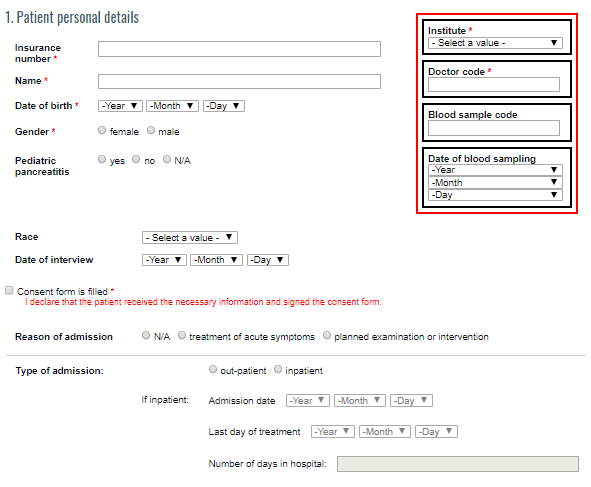 1. Patient personal details
Insurance
number *
Name *
Date of birth * -Year -Month -Day
Gender * female male
Pediatric
pancreatitis yes no N/A
Institute *
- Select a value -
Doctor code *
Blood sample code
Date of blood sampling
-Year
-Month
-Day
Race - Select a value -
Date of interview -Year -Month -Day
Consent form is filled *
I declare that the patient received the necessary information and signed the consent form.
Reason of admission N/A treatment of acute symptoms planned examination or intervention
Type of admission: out-patient inpatient
If inpatient: Admission date -Year -Month -Day
Last day of treatment -Year -Month -Day
Number of days in hospital: